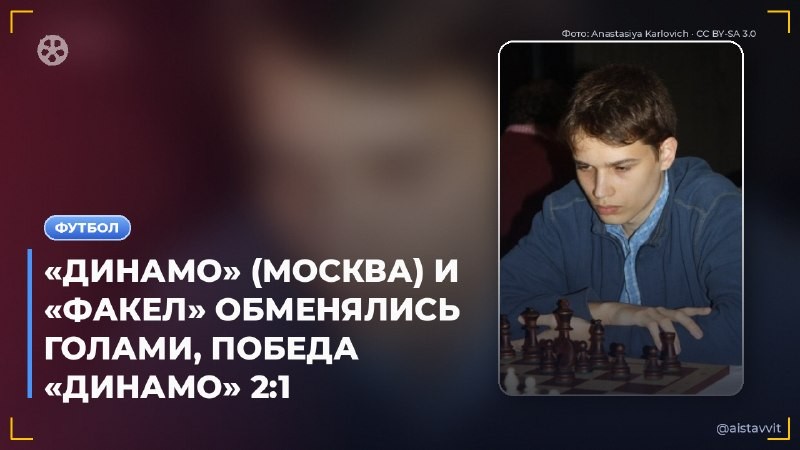 Фото: Anastasiya Karlovich · CC BY-SA 3.0
ФУТБОЛ
«ДИНАМО» (МОСКВА) И
«ФАКЕЛ» ОБМЕНЯЛИСЬ
ГОЛАМИ, ПОБЕДА
«ДИНАМО» 2:1
@aistavvit